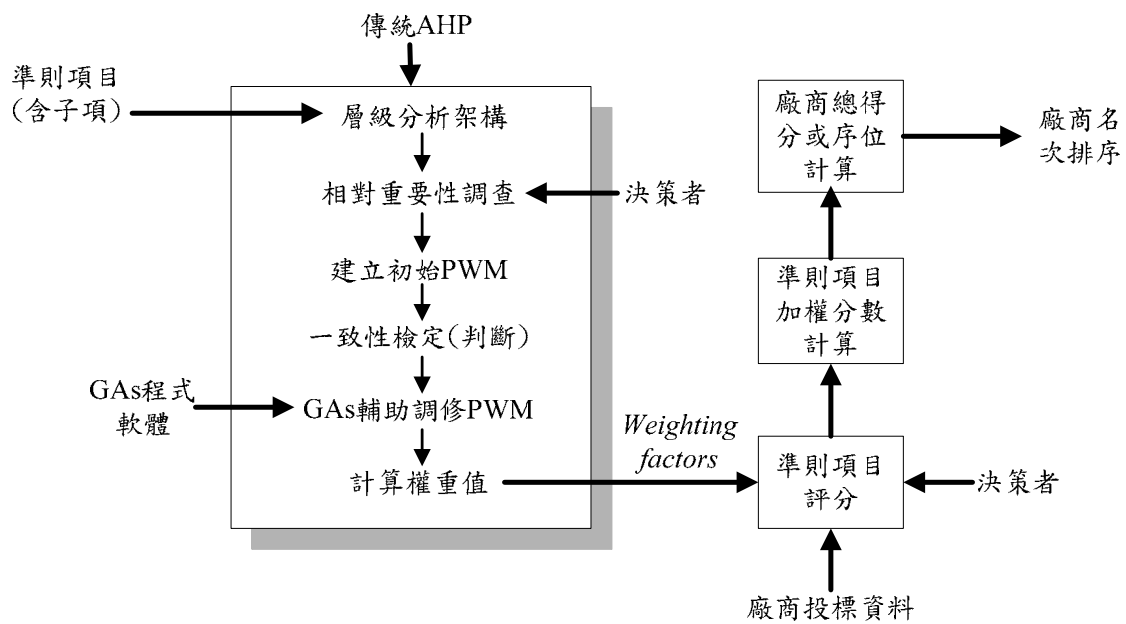 傳統AHP
準則項目
(含子項)
層級分析架構
相對重要性調查
決策者
建立初始PWM
一致性檢定(判斷)
GAs程式
軟體
GAs輔助調修PWM
計算權重值
Weighting
factors
廠商總得
分或序位
計算
廠商名
次排序
準則項目
加權分數
計算
準則項目
評分
決策者
廠商投標資料